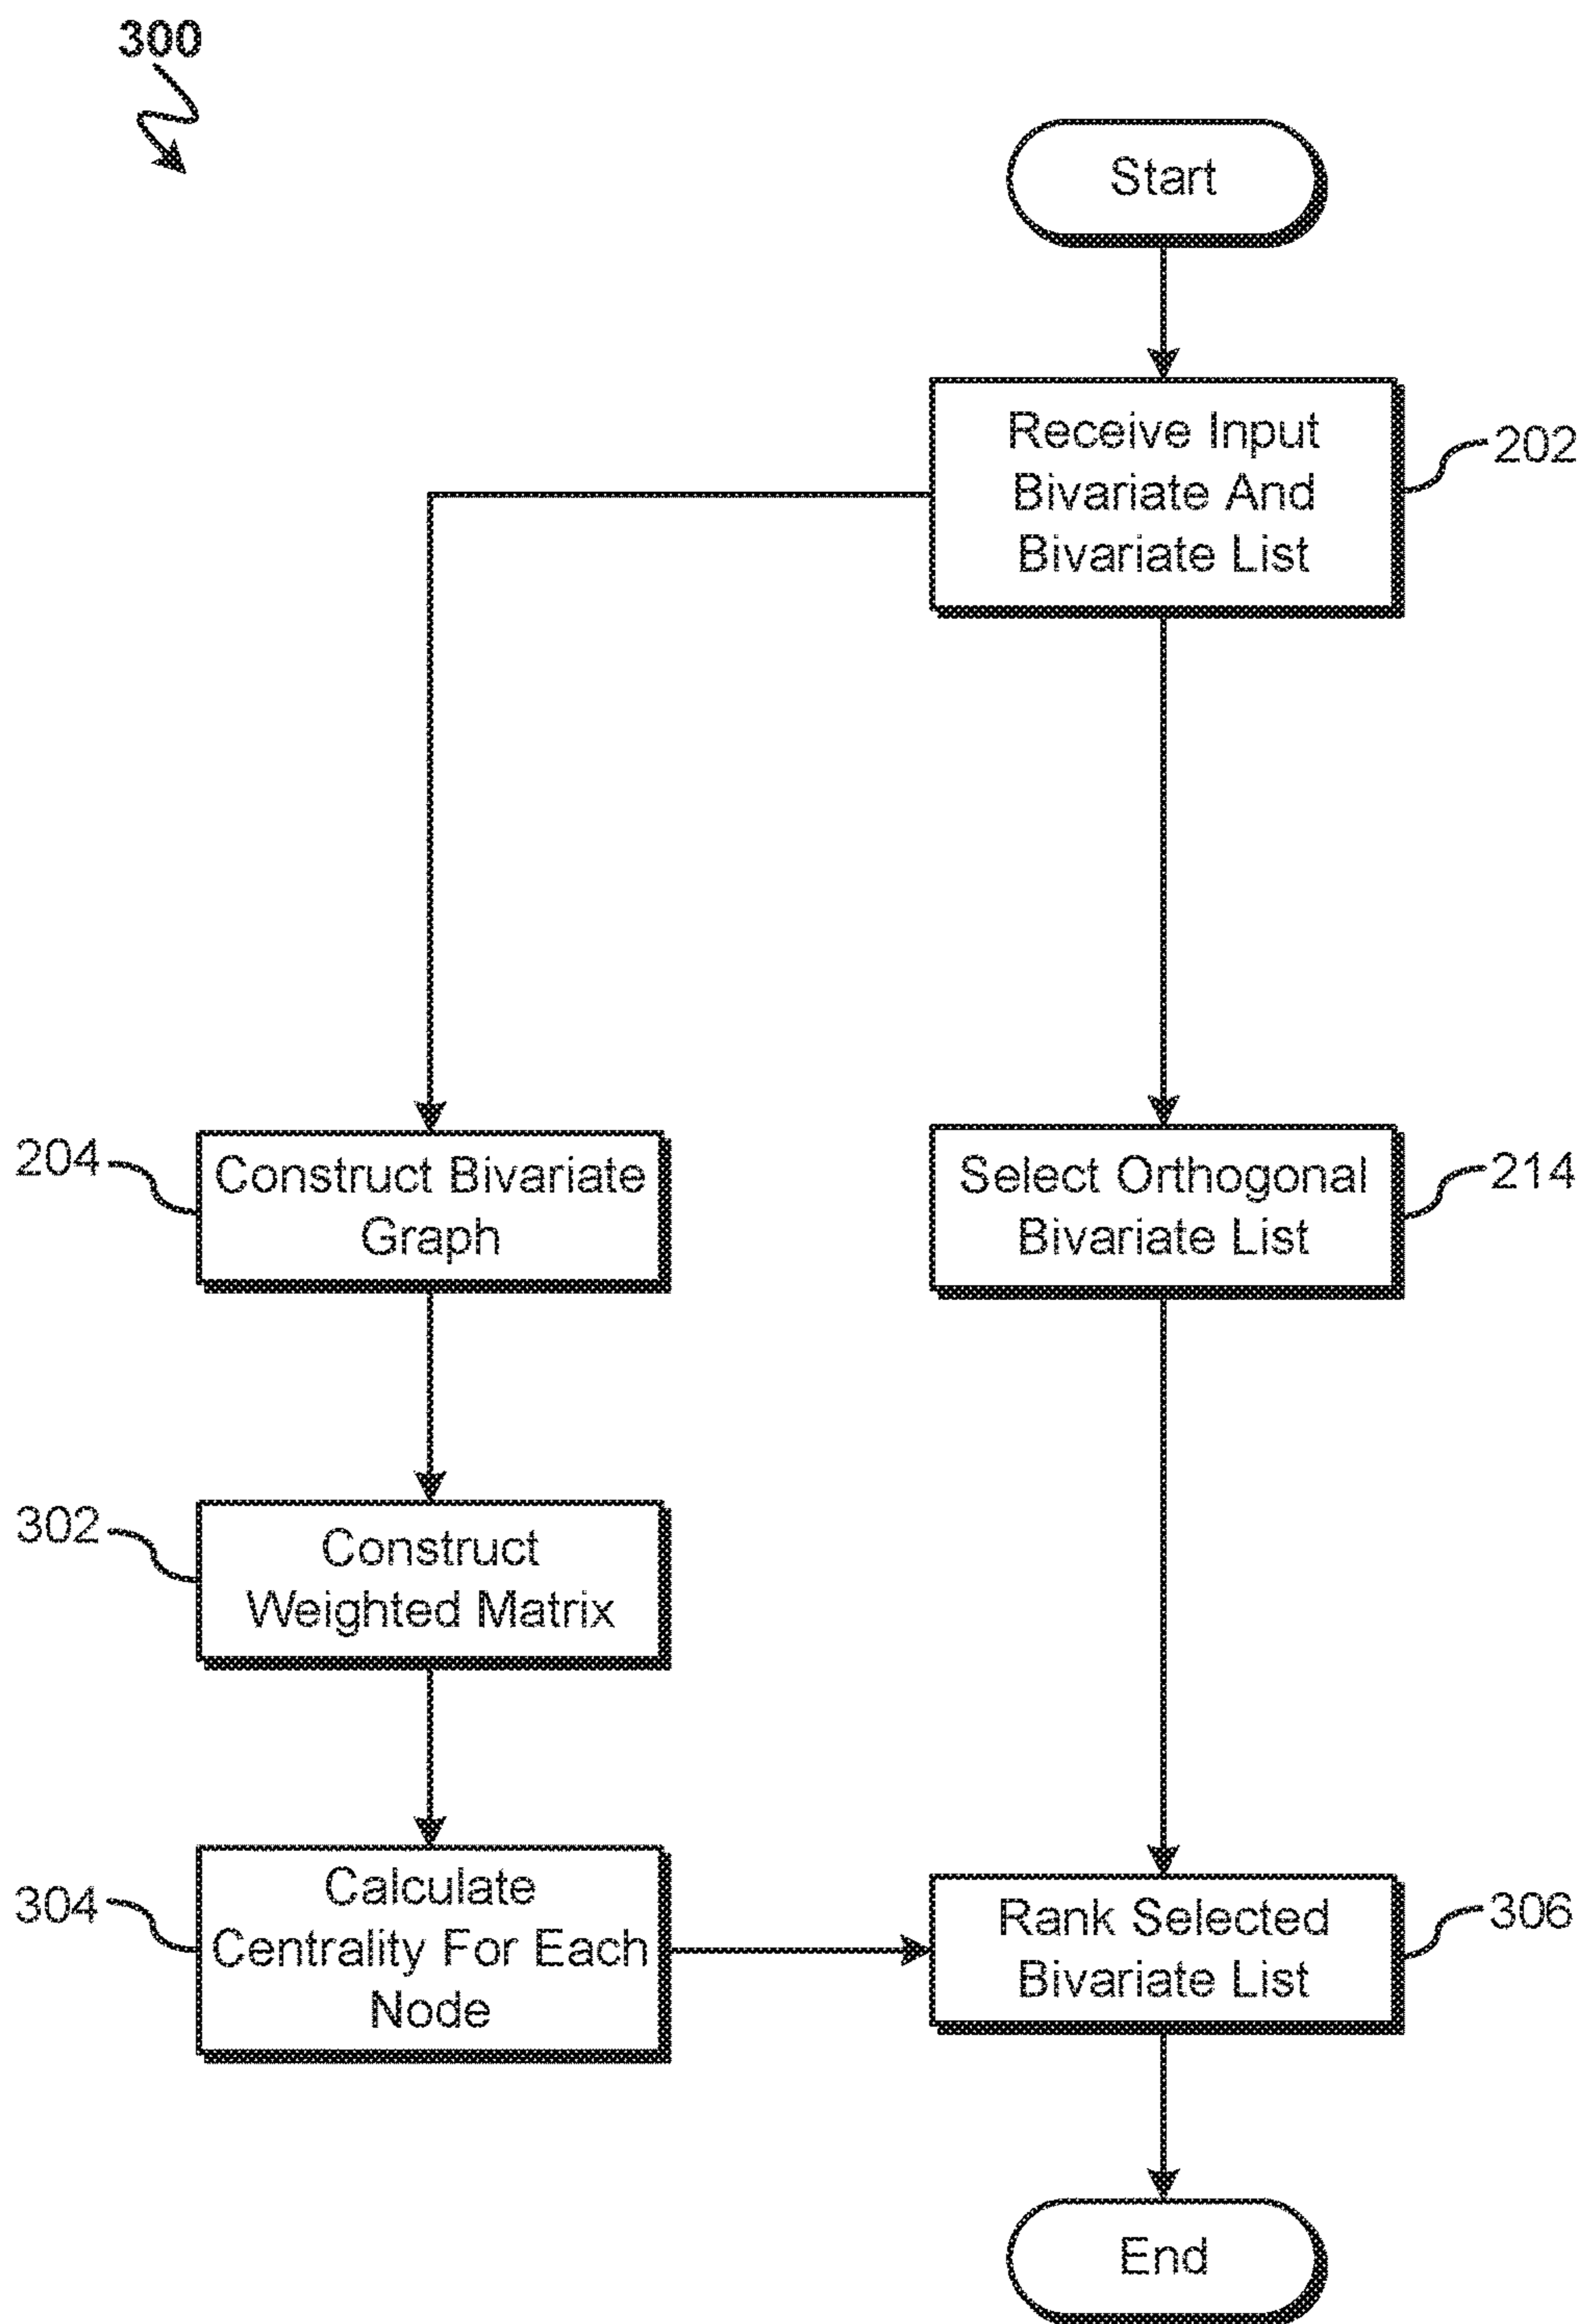 300
Start
Receive Input
Bivariate And
Bivariate List
202
204
Construct Bivariate
Graph
Select Orthogonal
Bivariate List
214
302
Construct
Weighted Matrix
304
Calculate
Centrality For Each
Node
Rank Selected
Bivariate List
306
End